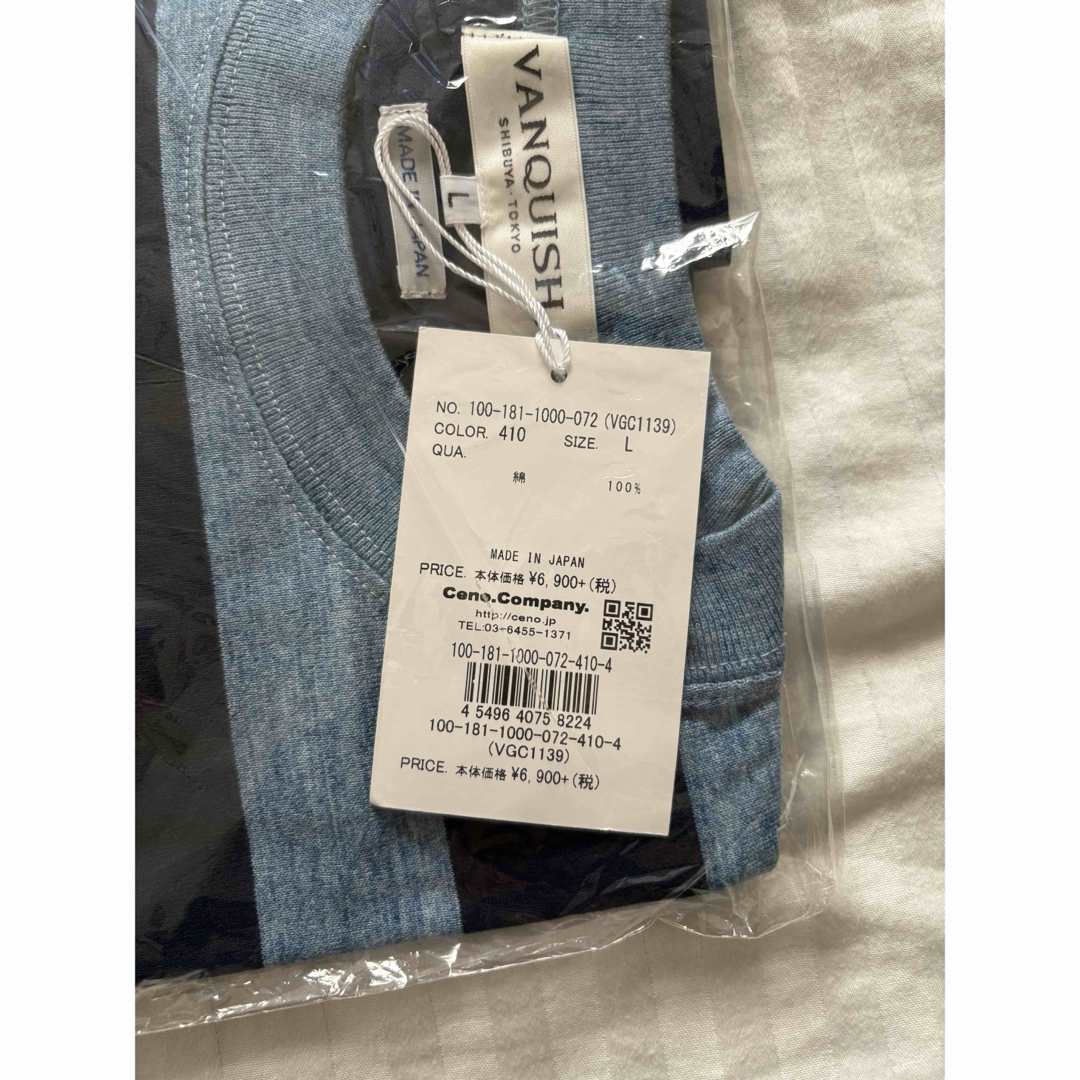 VANQUISH
SHIBUYA・TOKYO
MADE IN JAPAN
L
NO. 100-181-1000-072 (VGC1139)
COLOR. 410 SIZE. L
QUA.
綿 100%
MADE IN JAPAN
PRICE. 本体価格 ¥6,900+(税)
Ceno.Company.
http://ceno.jp
TEL:03-6455-1371
100-181-1000-072-410-4
4 54964 0758224
100-181-1000-072-410-4
(VGC1139)
PRICE. 本体価格 ¥6,900+(税)